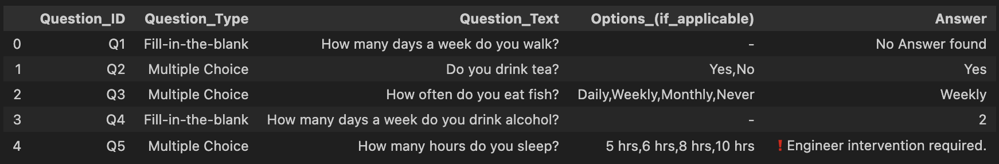 Question_ID Question_Type Question_Text Options_(if_applicable) Answer
0 Q1 Fill-in-the-blank How many days a week do you walk? - No Answer found
1 Q2 Multiple Choice Do you drink tea? Yes,No Yes
2 Q3 Multiple Choice How often do you eat fish? Daily,Weekly,Monthly,Never Weekly
3 Q4 Fill-in-the-blank How many days a week do you drink alcohol? - 2
4 Q5 Multiple Choice How many hours do you sleep? 5 hrs,6 hrs,8 hrs,10 hrs ❗ Engineer intervention required.